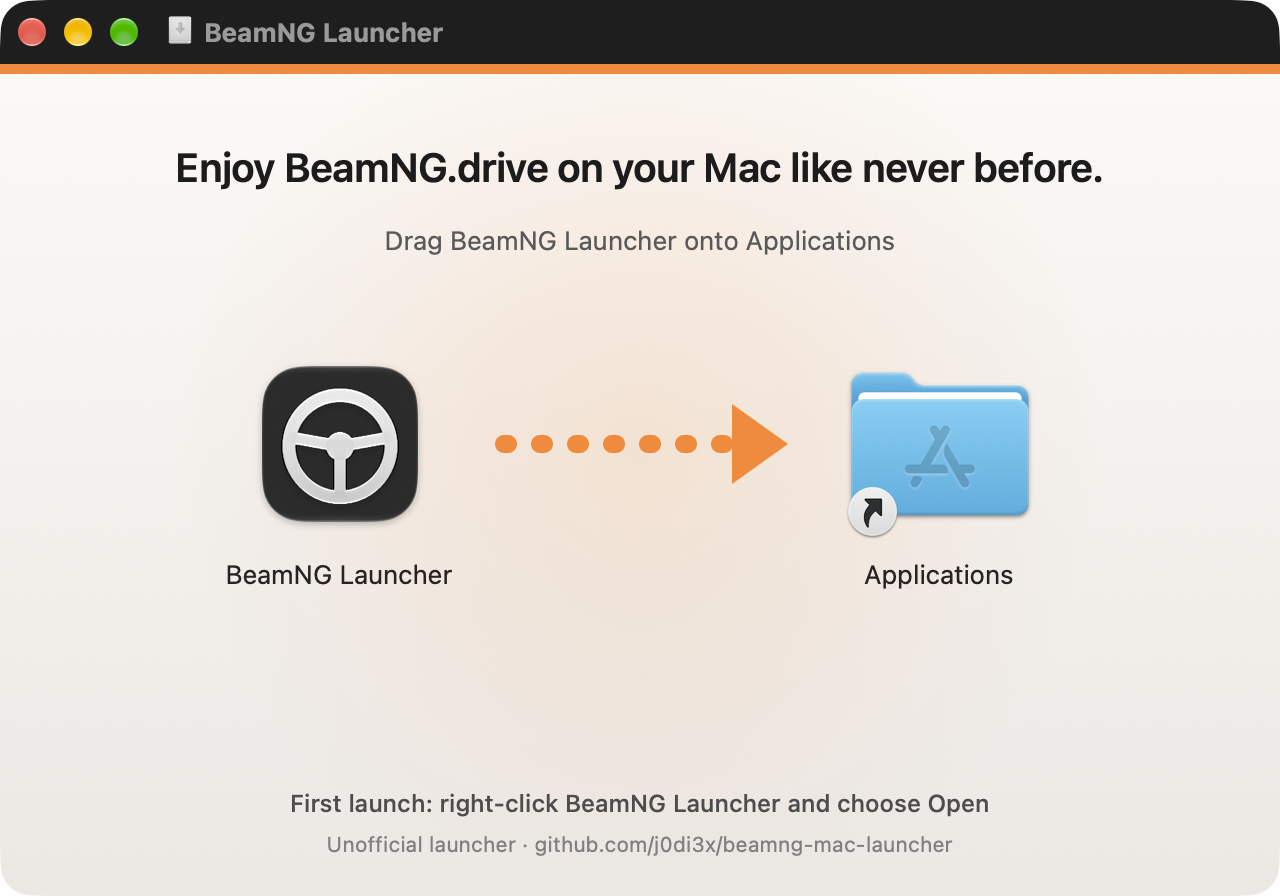 BeamNG Launcher
Enjoy BeamNG.drive on your Mac like never before.
Drag BeamNG Launcher onto Applications
BeamNG Launcher
Applications
First launch: right-click BeamNG Launcher and choose Open
Unofficial launcher · github.com/j0di3x/beamng-mac-launcher